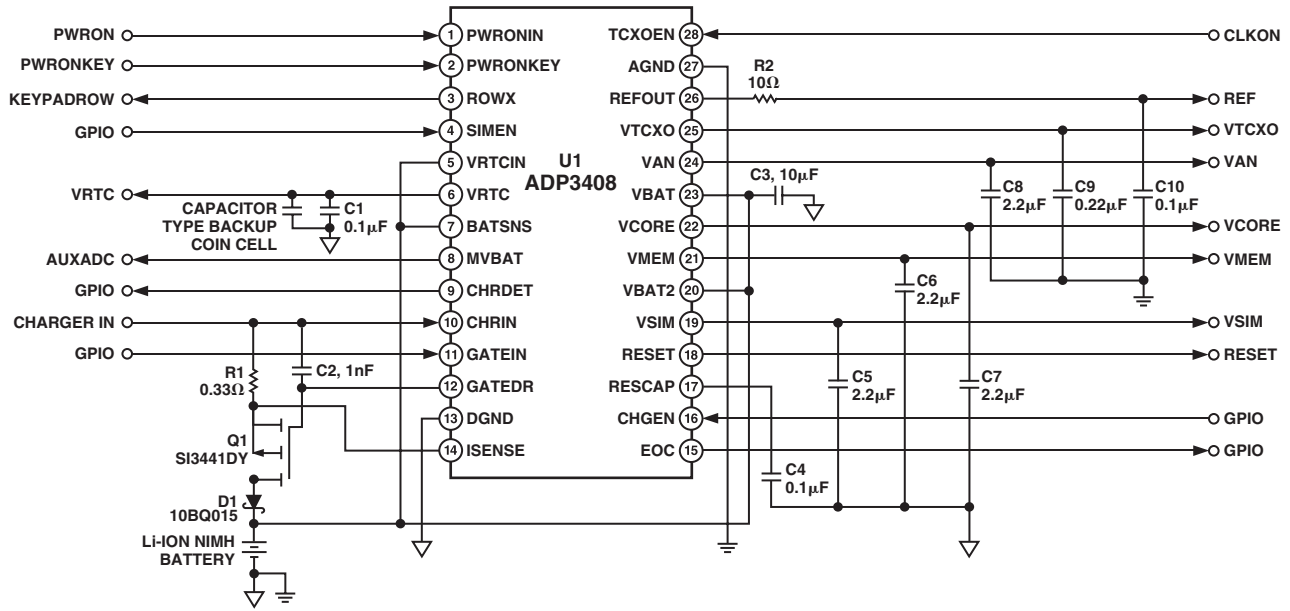 PWRON
1 PWRONIN
TCXOEN 28
CLKON
PWRONKEY
2 PWRONKEY
AGND 27
R2
10Ω
KEYPADROW
3 ROWX
REFOUT 26
REF
GPIO
4 SIMEN
VTCXO 25
VTCXO
5 VRTCIN
U1
ADP3408
VAN 24
VAN
VRTC
6 VRTC
VBAT 23
C3, 10μF
CAPACITOR
TYPE BACKUP
COIN CELL
C1
0.1μF
C8
2.2μF
C9
0.22μF
C10
0.1μF
7 BATSNS
VCORE 22
VCORE
AUXADC
8 MVBAT
VMEM 21
VMEM
GPIO
9 CHRDET
VBAT2 20
C6
2.2μF
CHARGER IN
10 CHRIN
VSIM 19
VSIM
GPIO
11 GATEIN
RESET 18
RESET
R1
0.33Ω
C2, 1nF
12 GATEDR
RESCAP 17
C5
2.2μF
C7
2.2μF
13 DGND
CHGEN 16
GPIO
Q1
SI3441DY
14 ISENSE
EOC 15
GPIO
C4
0.1μF
D1
10BQ015
Li-ION NIMH
BATTERY